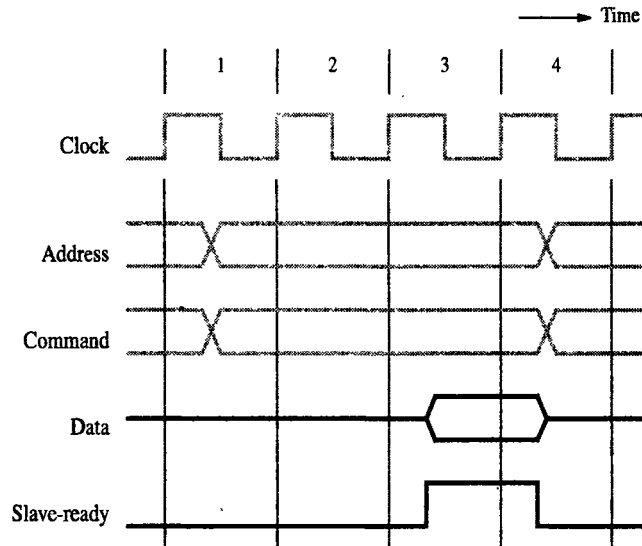 Time
1 2 3 4
Clock
Address
Command
Data
Slave-ready